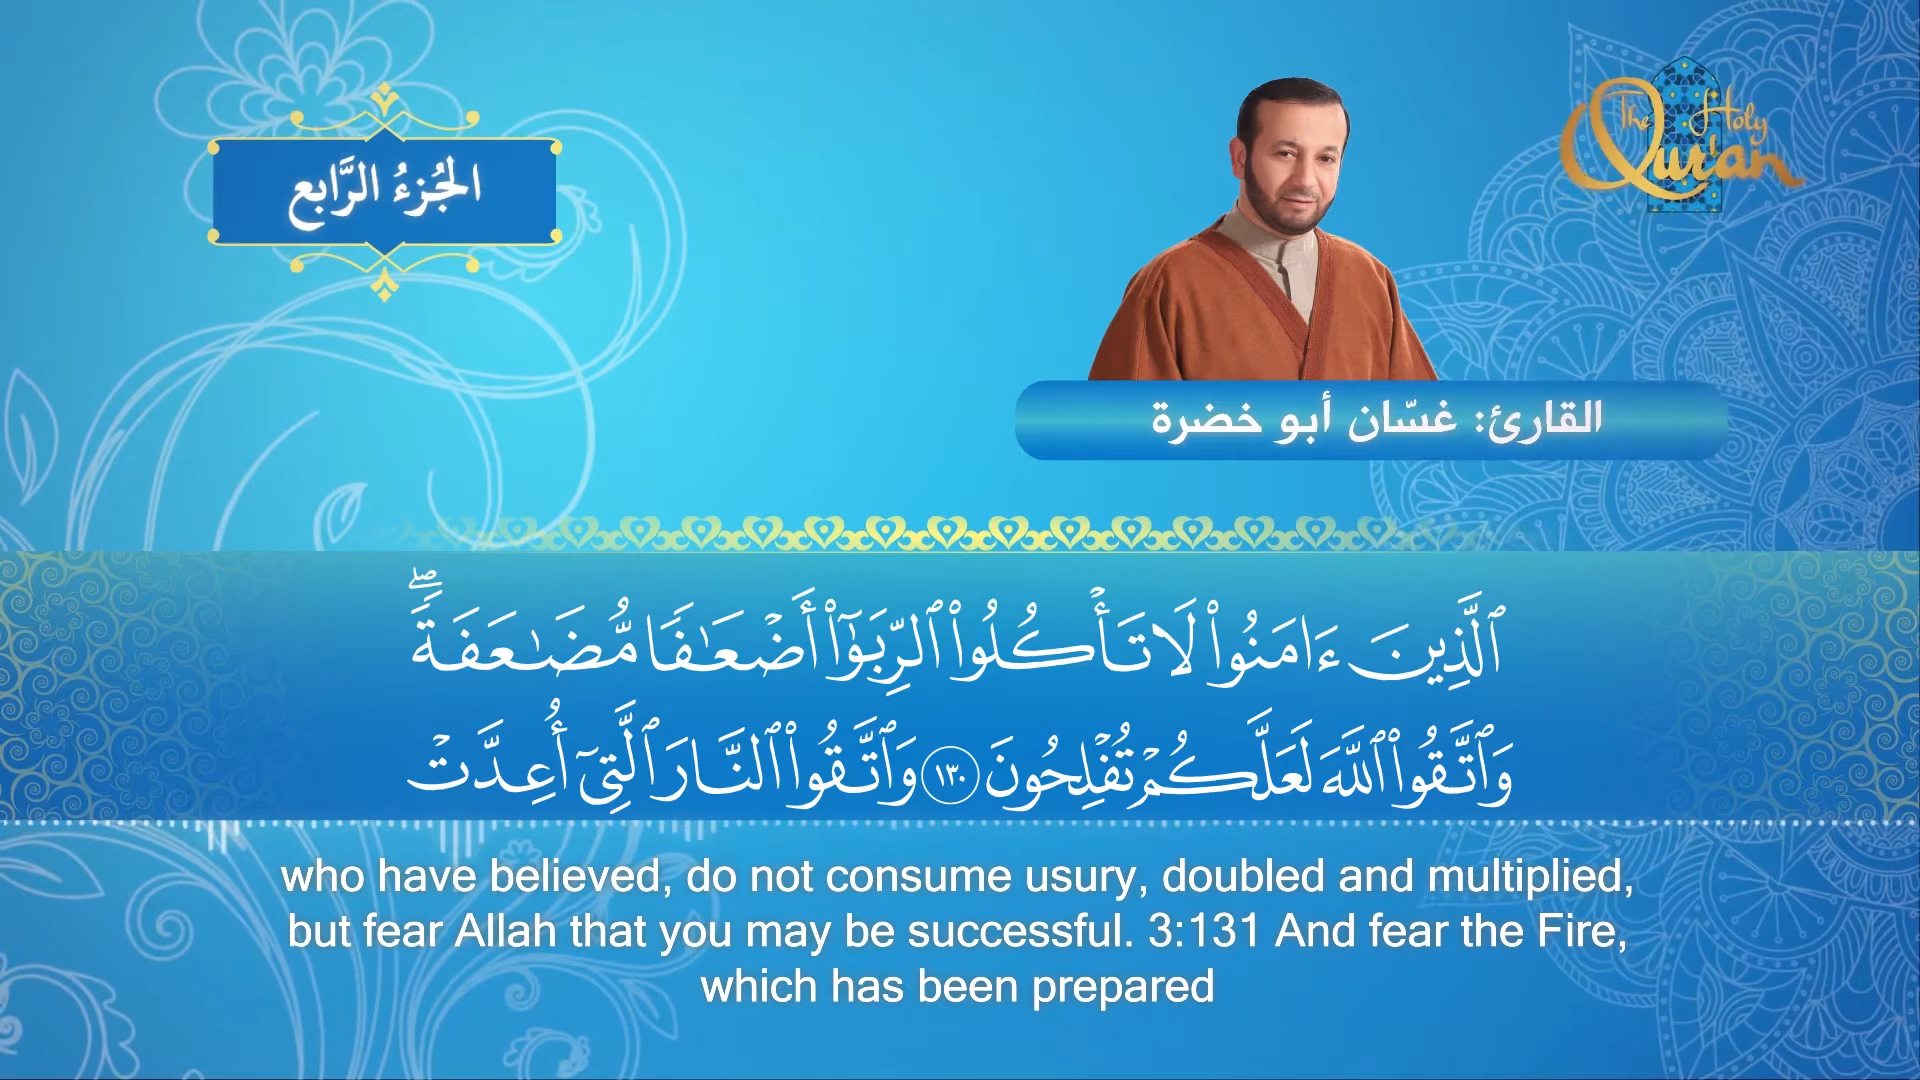 الجُزءُ الرَّابع
The Holy
Qur'an
القارئ: غسّان أبو خضرة
ٱلَّذِينَ ءَامَنُوا۟ لَا تَأْكُلُوا۟ ٱلرِّبَوٰٓا۟ أَضْعَـٰفًا مُّضَـٰعَفَةً ۖ
وَٱتَّقُوا۟ ٱللَّهَ لَعَلَّكُمْ تُفْلِحُونَ ١٣٠ وَٱتَّقُوا۟ ٱلنَّارَ ٱلَّتِىٓ أُعِدَّتْ
who have believed, do not consume usury, doubled and multiplied,
but fear Allah that you may be successful. 3:131 And fear the Fire,
which has been prepared